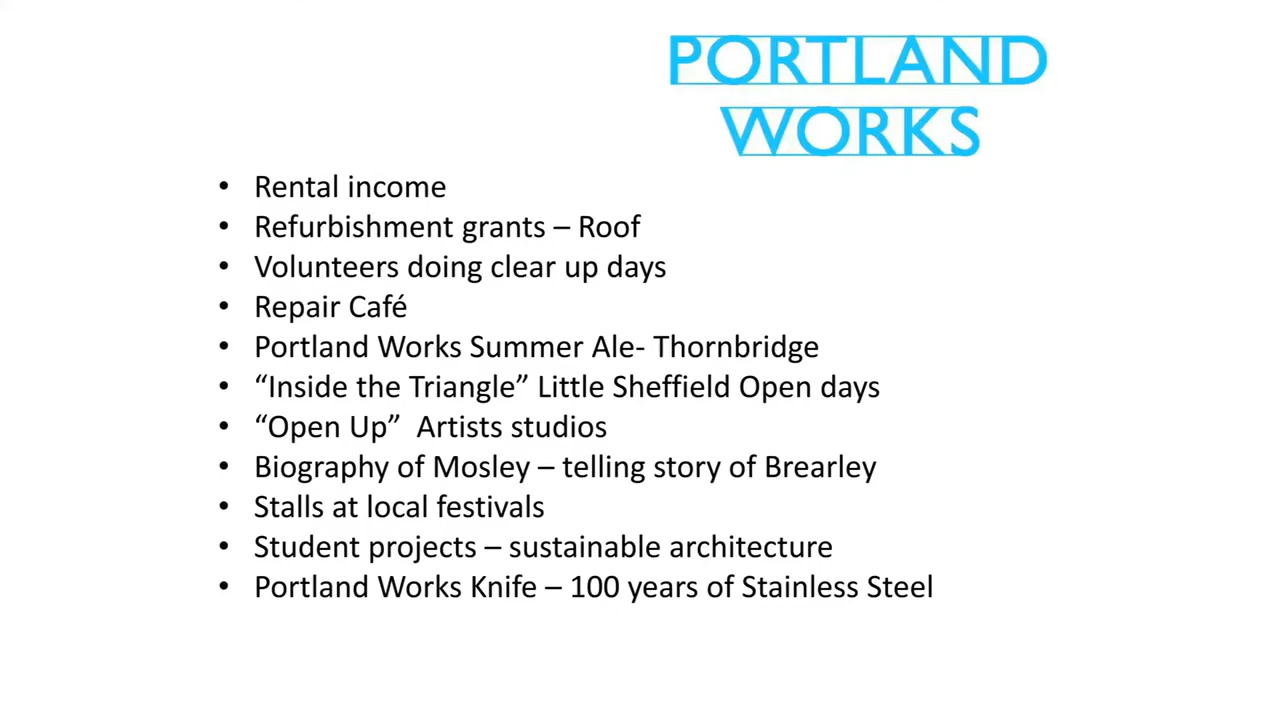 PORTLAND
WORKS
• Rental income
• Refurbishment grants – Roof
• Volunteers doing clear up days
• Repair Café
• Portland Works Summer Ale- Thornbridge
• “Inside the Triangle” Little Sheffield Open days
• “Open Up”  Artists studios
• Biography of Mosley – telling story of Brearley
• Stalls at local festivals
• Student projects – sustainable architecture
• Portland Works Knife – 100 years of Stainless Steel